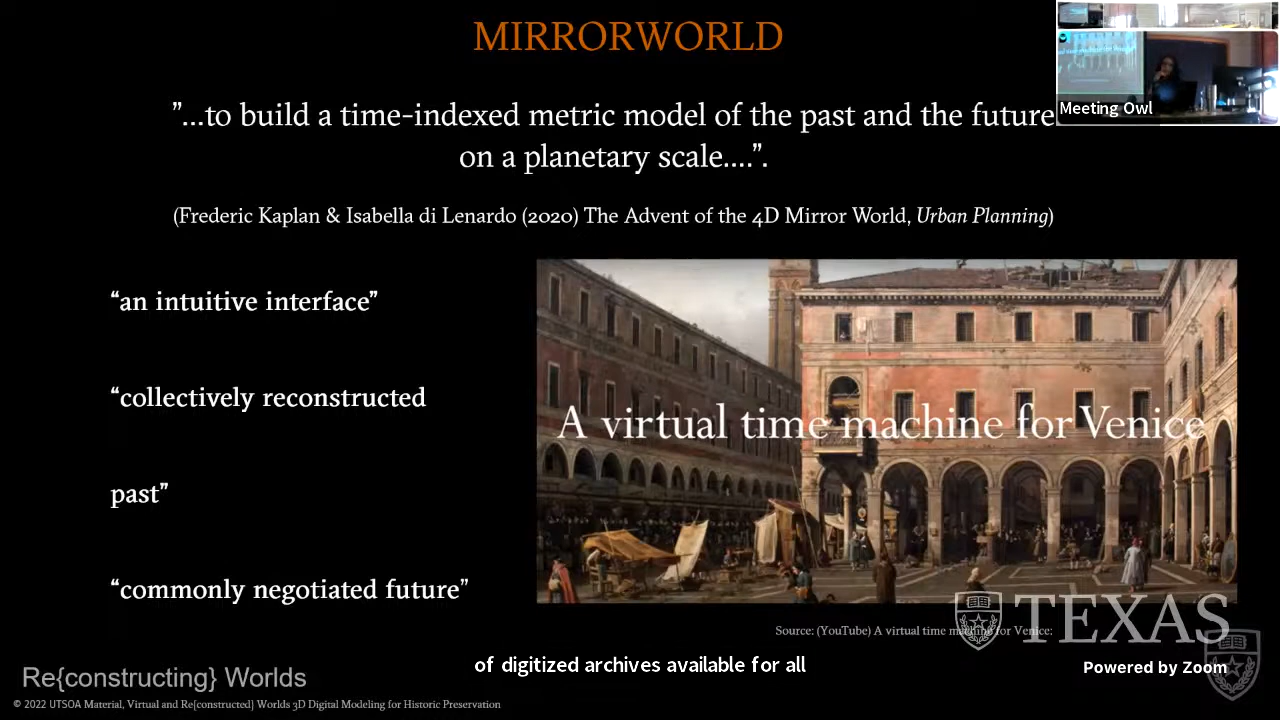 MIRRORWORLD
”...to build a time-indexed metric model of the past and the future
on a planetary scale....”.
(Frederic Kaplan & Isabella di Lenardo (2020) The Advent of the 4D Mirror World, Urban Planning)
Meeting Owl
“an intuitive interface”
“collectively reconstructed
past”
“commonly negotiated future”
A virtual time machine for Venice
Source: (YouTube) A virtual time machine for Venice:
TEXAS
of digitized archives available for all
Powered by Zoom
Re{constructing} Worlds
© 2022 UTSOA Material, Virtual and Re{constructed} Worlds 3D Digital Modeling for Historic Preservation